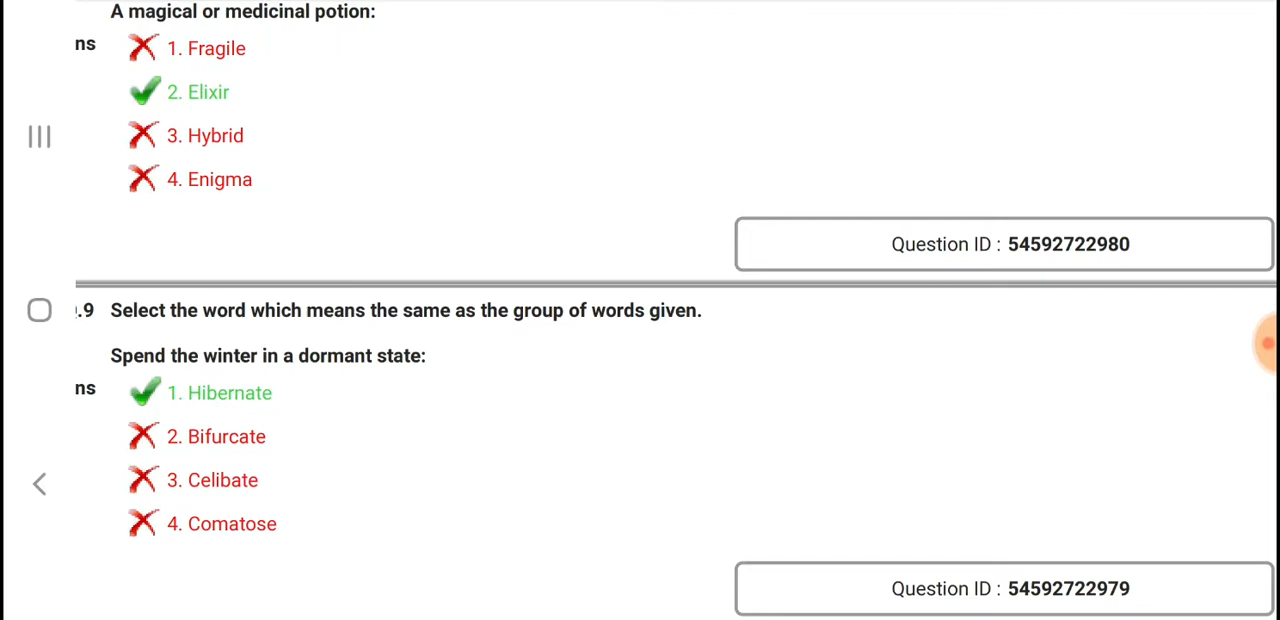 A magical or medicinal potion:
ns
1. Fragile
2. Elixir
3. Hybrid
4. Enigma
Question ID : 54592722980
.9 Select the word which means the same as the group of words given.
Spend the winter in a dormant state:
ns
1. Hibernate
2. Bifurcate
3. Celibate
4. Comatose
Question ID : 54592722979